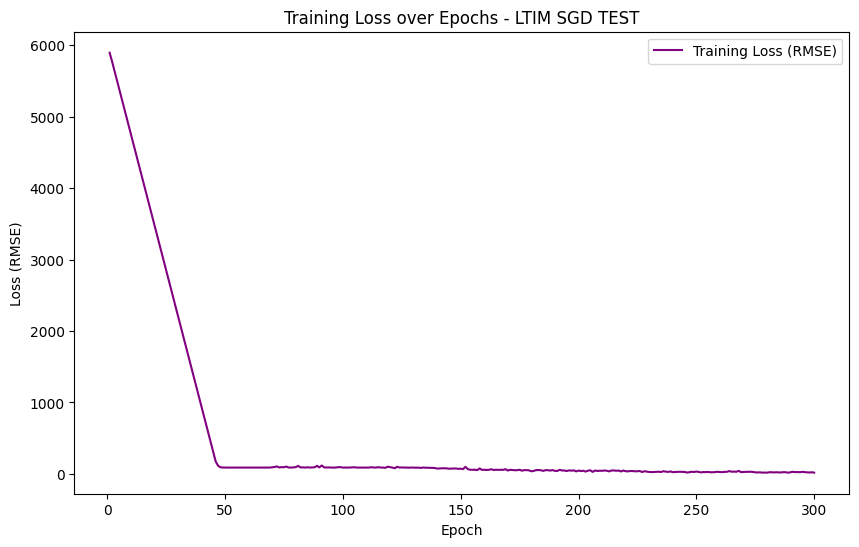 Training Loss over Epochs - LTIM SGD TEST
Training Loss (RMSE)
Loss (RMSE)
6000
5000
4000
3000
2000
1000
0
0 50 100 150 200 250 300
Epoch